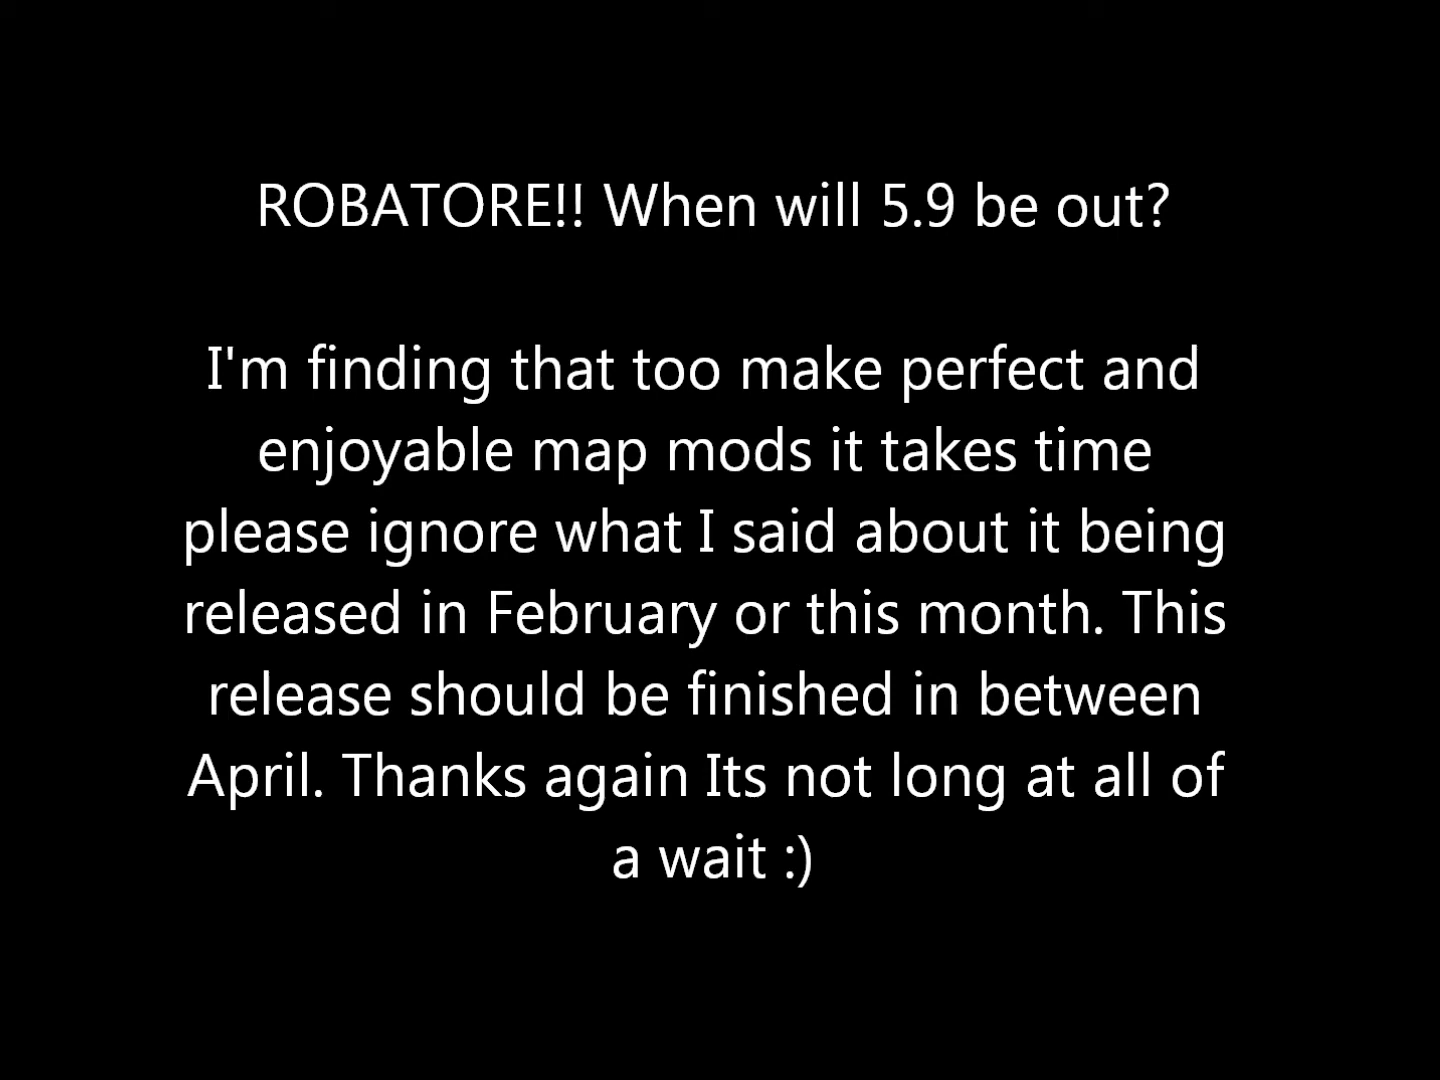 ROBATORE!! When will 5.9 be out?
I'm finding that too make perfect and
enjoyable map mods it takes time
please ignore what I said about it being
released in February or this month. This
release should be finished in between
April. Thanks again Its not long at all of
a wait :)